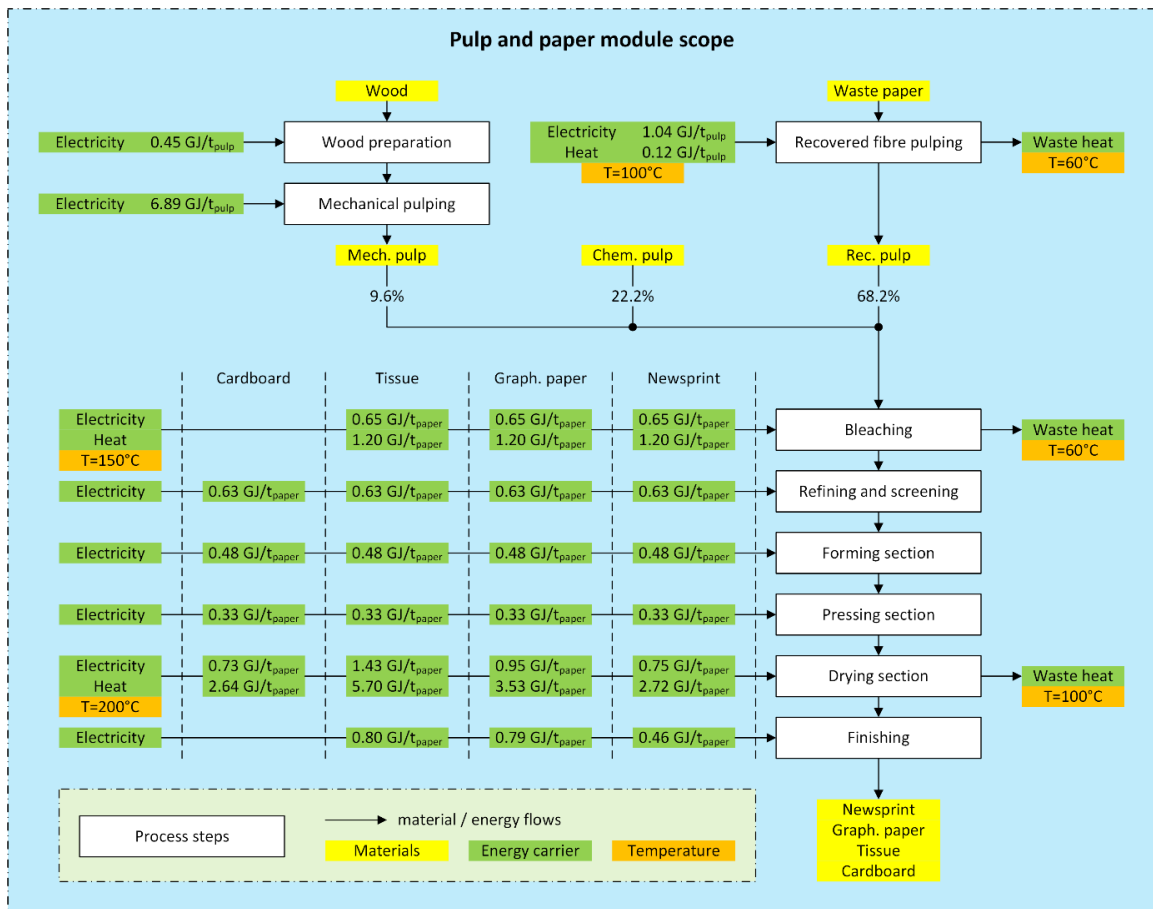 Pulp and paper module scope
Wood
Waste paper
Electricity 0.45 GJ/tpulp
Wood preparation
Electricity 1.04 GJ/tpulp
Heat 0.12 GJ/tpulp
T=100°C
Recovered fibre pulping
Waste heat
T=60°C
Electricity 6.89 GJ/tpulp
Mechanical pulping
Mech. pulp
Chem. pulp
Rec. pulp
9.6%
22.2%
68.2%
Cardboard Tissue Graph. paper Newsprint
Electricity 0.65 GJ/tpaper 0.65 GJ/tpaper 0.65 GJ/tpaper
Heat 1.20 GJ/tpaper 1.20 GJ/tpaper 1.20 GJ/tpaper
T=150°C
Bleaching
Waste heat
T=60°C
Electricity 0.63 GJ/tpaper 0.63 GJ/tpaper 0.63 GJ/tpaper 0.63 GJ/tpaper
Refining and screening
Electricity 0.48 GJ/tpaper 0.48 GJ/tpaper 0.48 GJ/tpaper 0.48 GJ/tpaper
Forming section
Electricity 0.33 GJ/tpaper 0.33 GJ/tpaper 0.33 GJ/tpaper 0.33 GJ/tpaper
Pressing section
Electricity 0.73 GJ/tpaper 1.43 GJ/tpaper 0.95 GJ/tpaper 0.75 GJ/tpaper
Heat 2.64 GJ/tpaper 5.70 GJ/tpaper 3.53 GJ/tpaper 2.72 GJ/tpaper
T=200°C
Drying section
Waste heat
T=100°C
Electricity 0.80 GJ/tpaper 0.79 GJ/tpaper 0.46 GJ/tpaper
Finishing
Process steps
material / energy flows
Materials
Energy carrier
Temperature
Newsprint
Graph. paper
Tissue
Cardboard